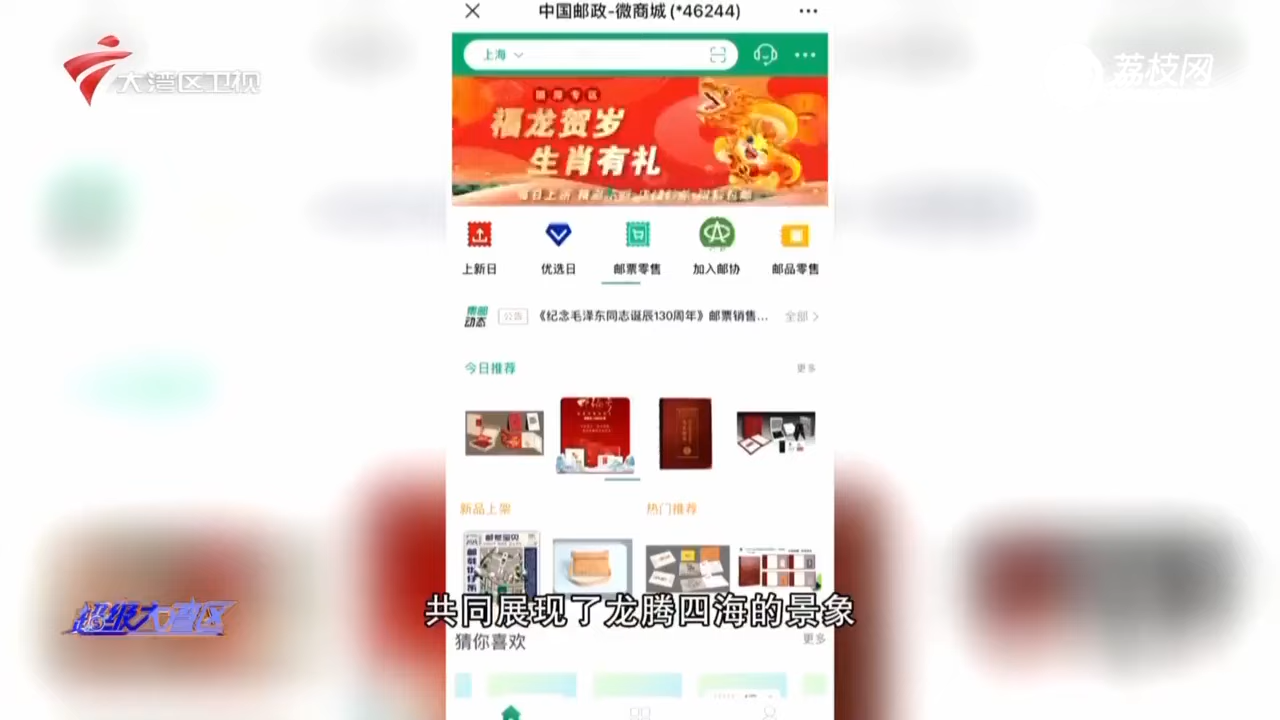 中国邮政-微商城(*46244)
大湾区卫视
荔枝网
上海
福龙贺岁
生肖有礼
上新日
优选日
邮票零售
加入邮协
邮品零售
集邮
动态
公告
《纪念毛泽东同志诞辰130周年》邮票销售...
全部
今日推荐
更多
新品上架
热门推荐
共同展现了龙腾四海的景象
超级大湾区
猜你喜欢
更多